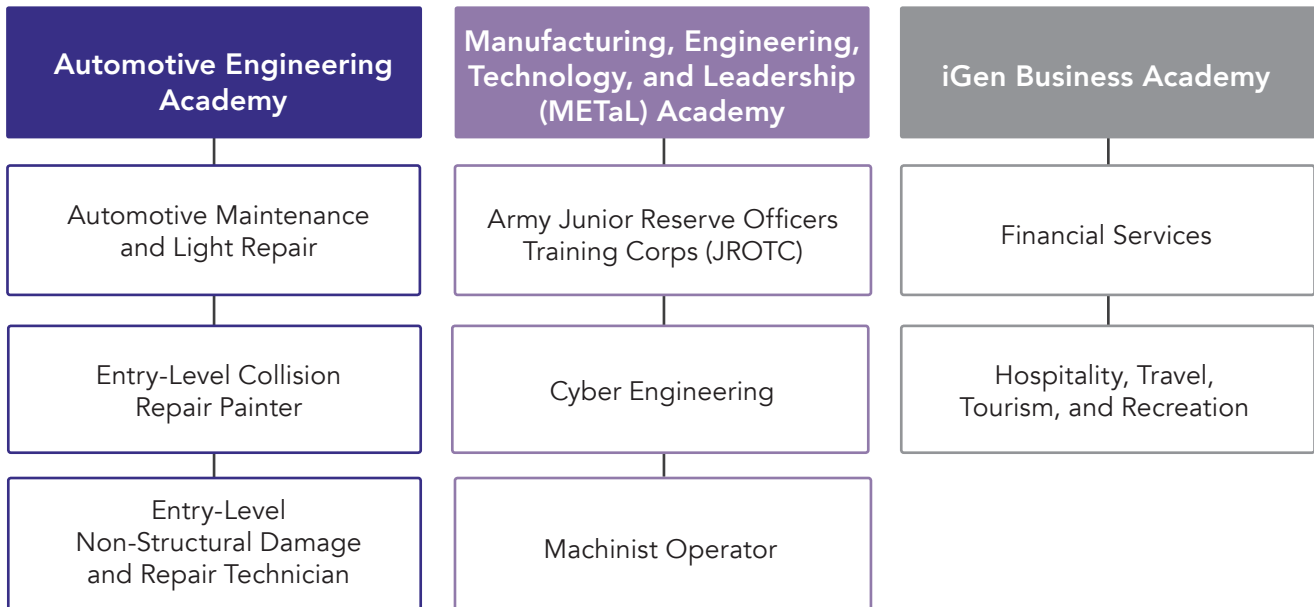 Automotive Engineering
Academy
Automotive Maintenance
and Light Repair
Entry-Level Collision
Repair Painter
Entry-Level
Non-Structural Damage
and Repair Technician
Manufacturing, Engineering,
Technology, and Leadership
(METaL) Academy
Army Junior Reserve Officers
Training Corps (JROTC)
Cyber Engineering
Machinist Operator
iGen Business Academy
Financial Services
Hospitality, Travel,
Tourism, and Recreation